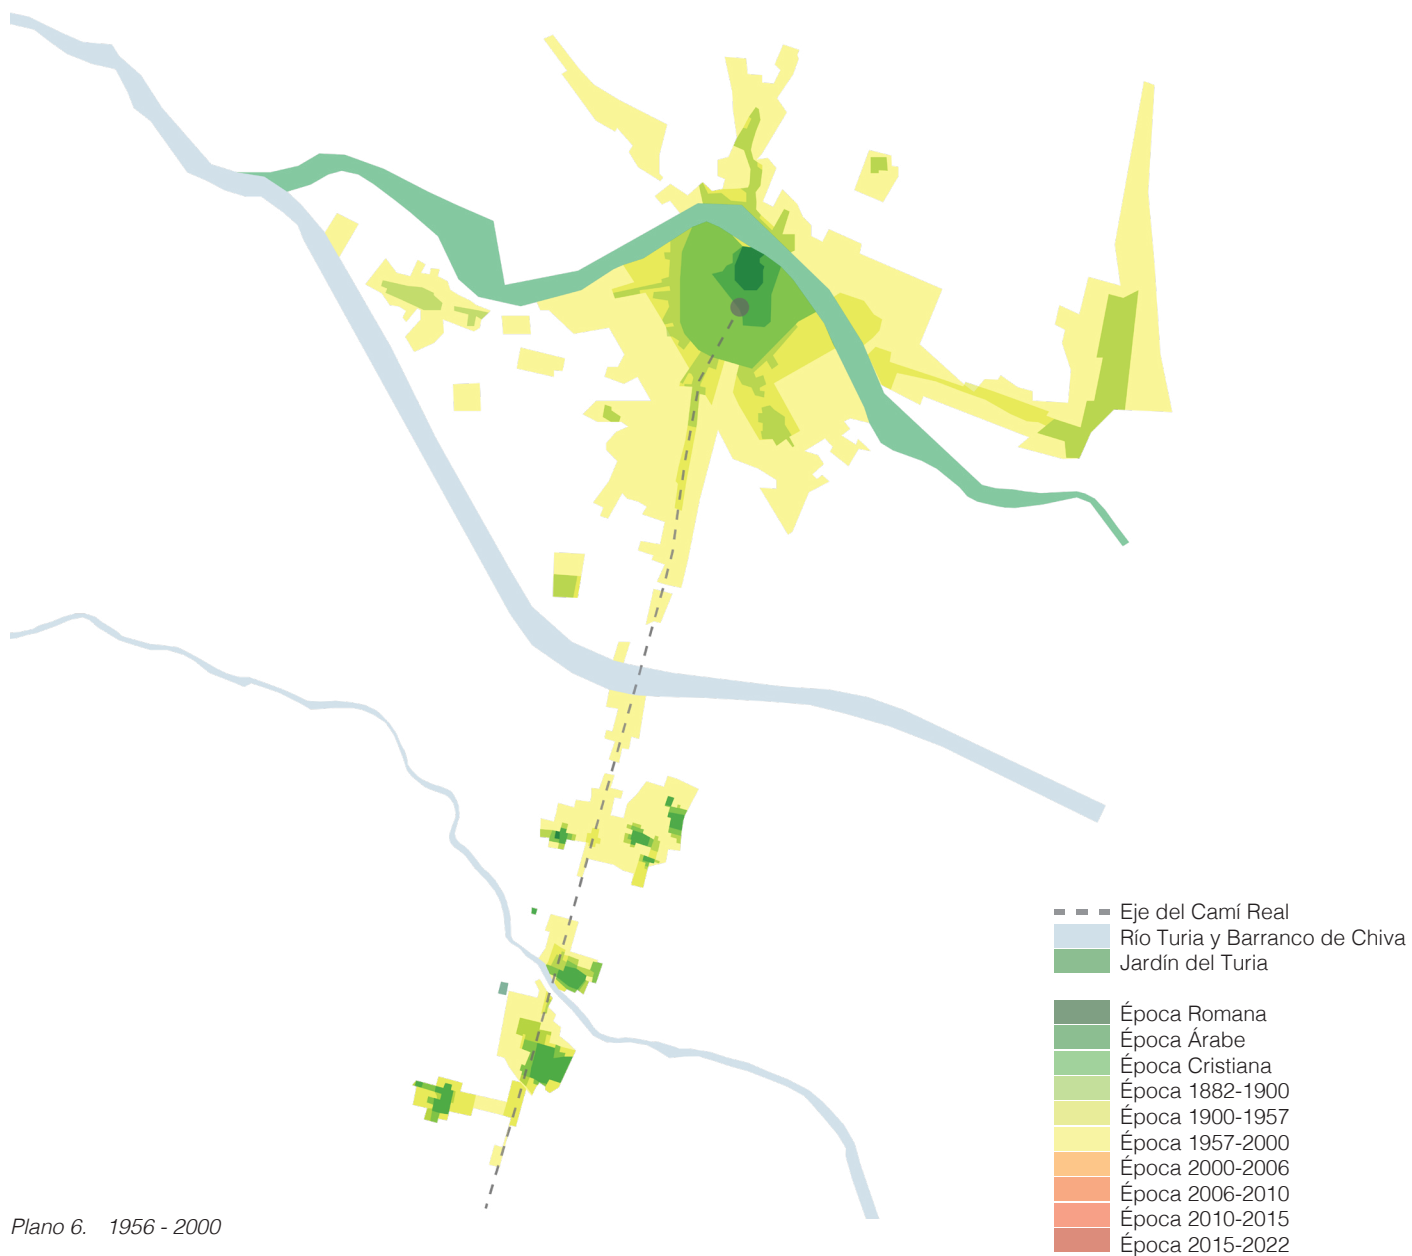 Eje del Camí Real
Río Turia y Barranco de Chiva
Jardín del Turia
Época Romana
Época Árabe
Época Cristiana
Época 1882-1900
Época 1900-1957
Época 1957-2000
Época 2000-2006
Época 2006-2010
Época 2010-2015
Época 2015-2022
Plano 6. 1956 - 2000